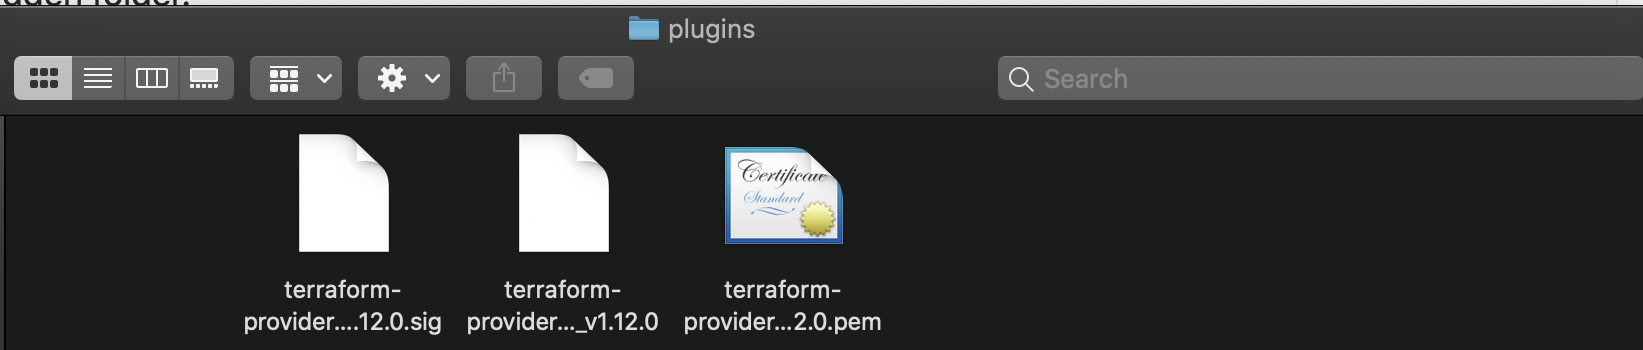 plugins
Search
Certificate
Standard
terraform-
provider....12.0.sig
terraform-
provider..._v1.12.0
terraform-
provider...2.0.pem